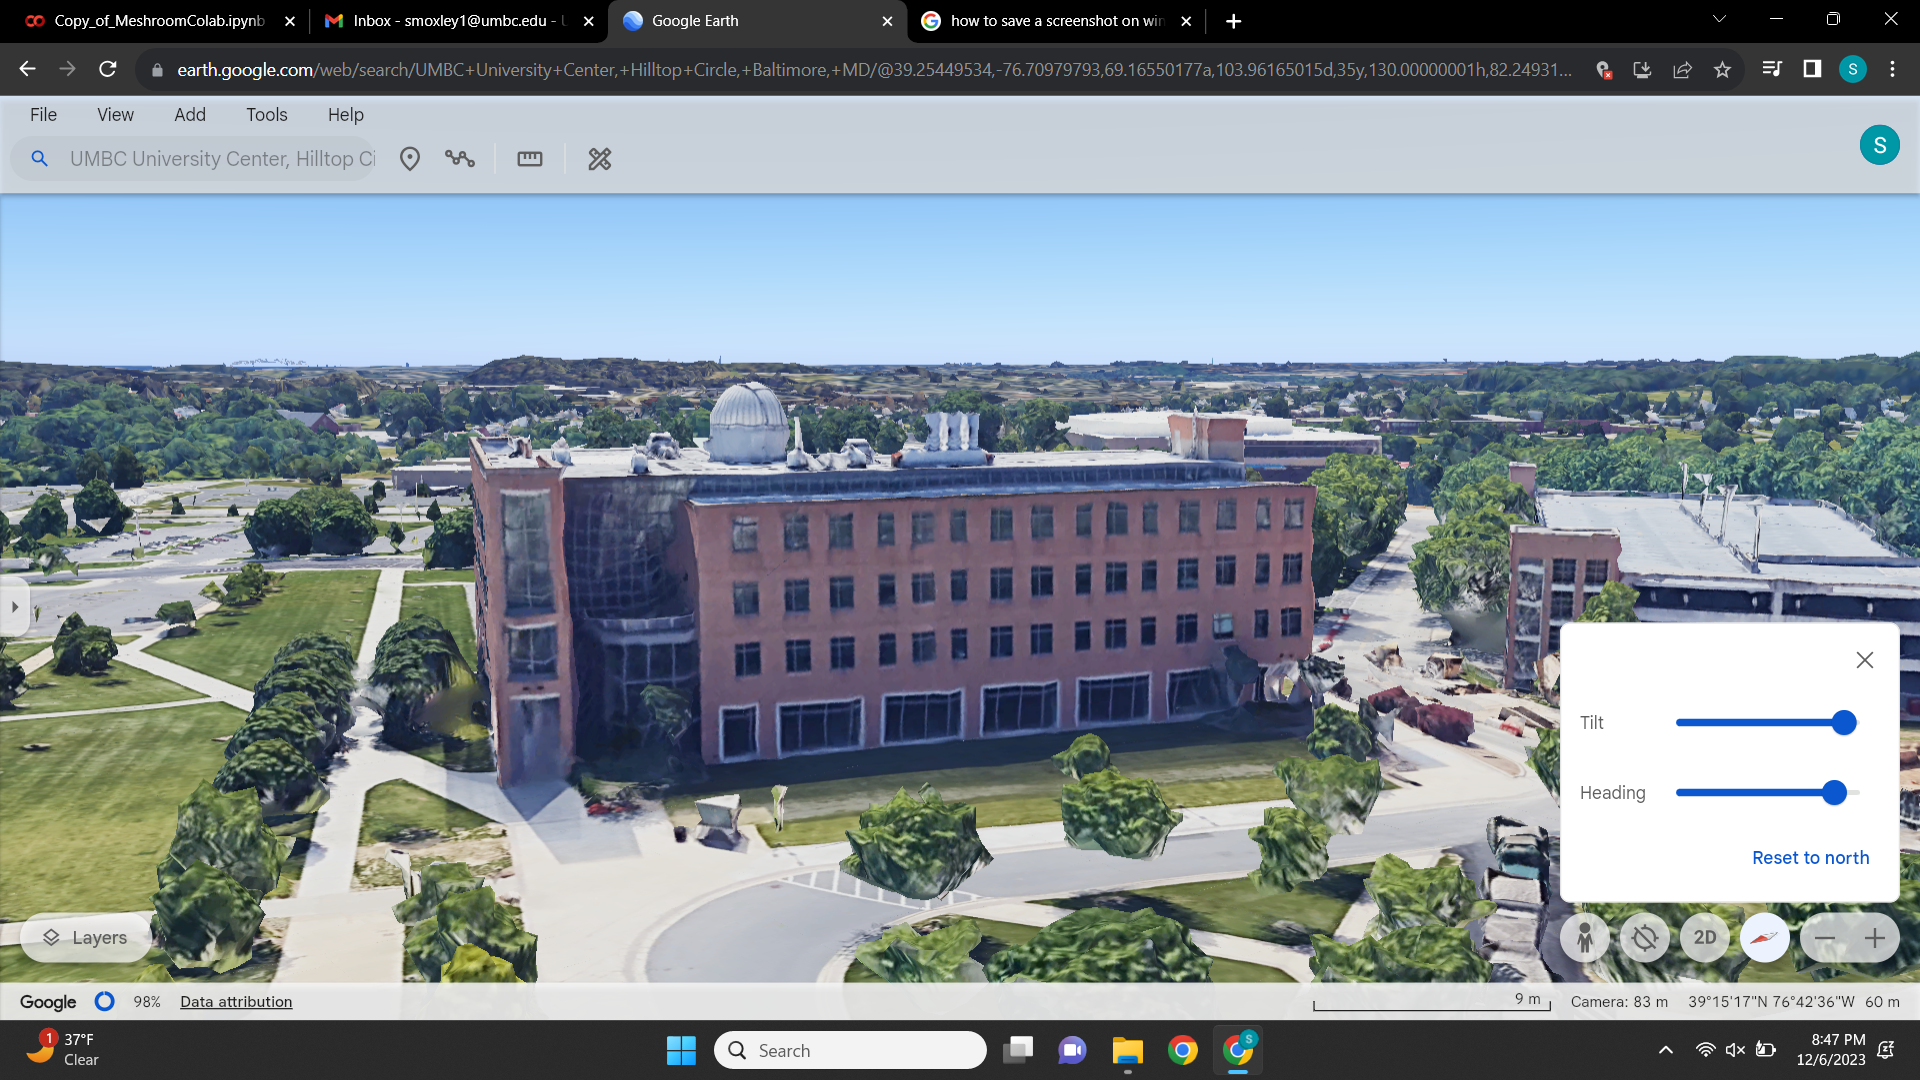 Copy_of_MeshroomColab.ipynb
Inbox - smoxley1@umbc.edu - U
Google Earth
how to save a screenshot on win
earth.google.com/web/search/UMBC+University+Center,+Hilltop+Circle,+Baltimore,+MD/@39.25449534,-76.70979793,69.16550177a,103.96165015d,35y,130.00000001h,82.24931...
S
File View Add Tools Help
UMBC University Center, Hilltop Ci
S
Tilt
Heading
Reset to north
Layers
2D
Google 98% Data attribution
9 m
Camera: 83 m 39°15'17"N 76°42'36"W 60 m
1
37°F
Clear
Search
S
8:47 PM
12/6/2023